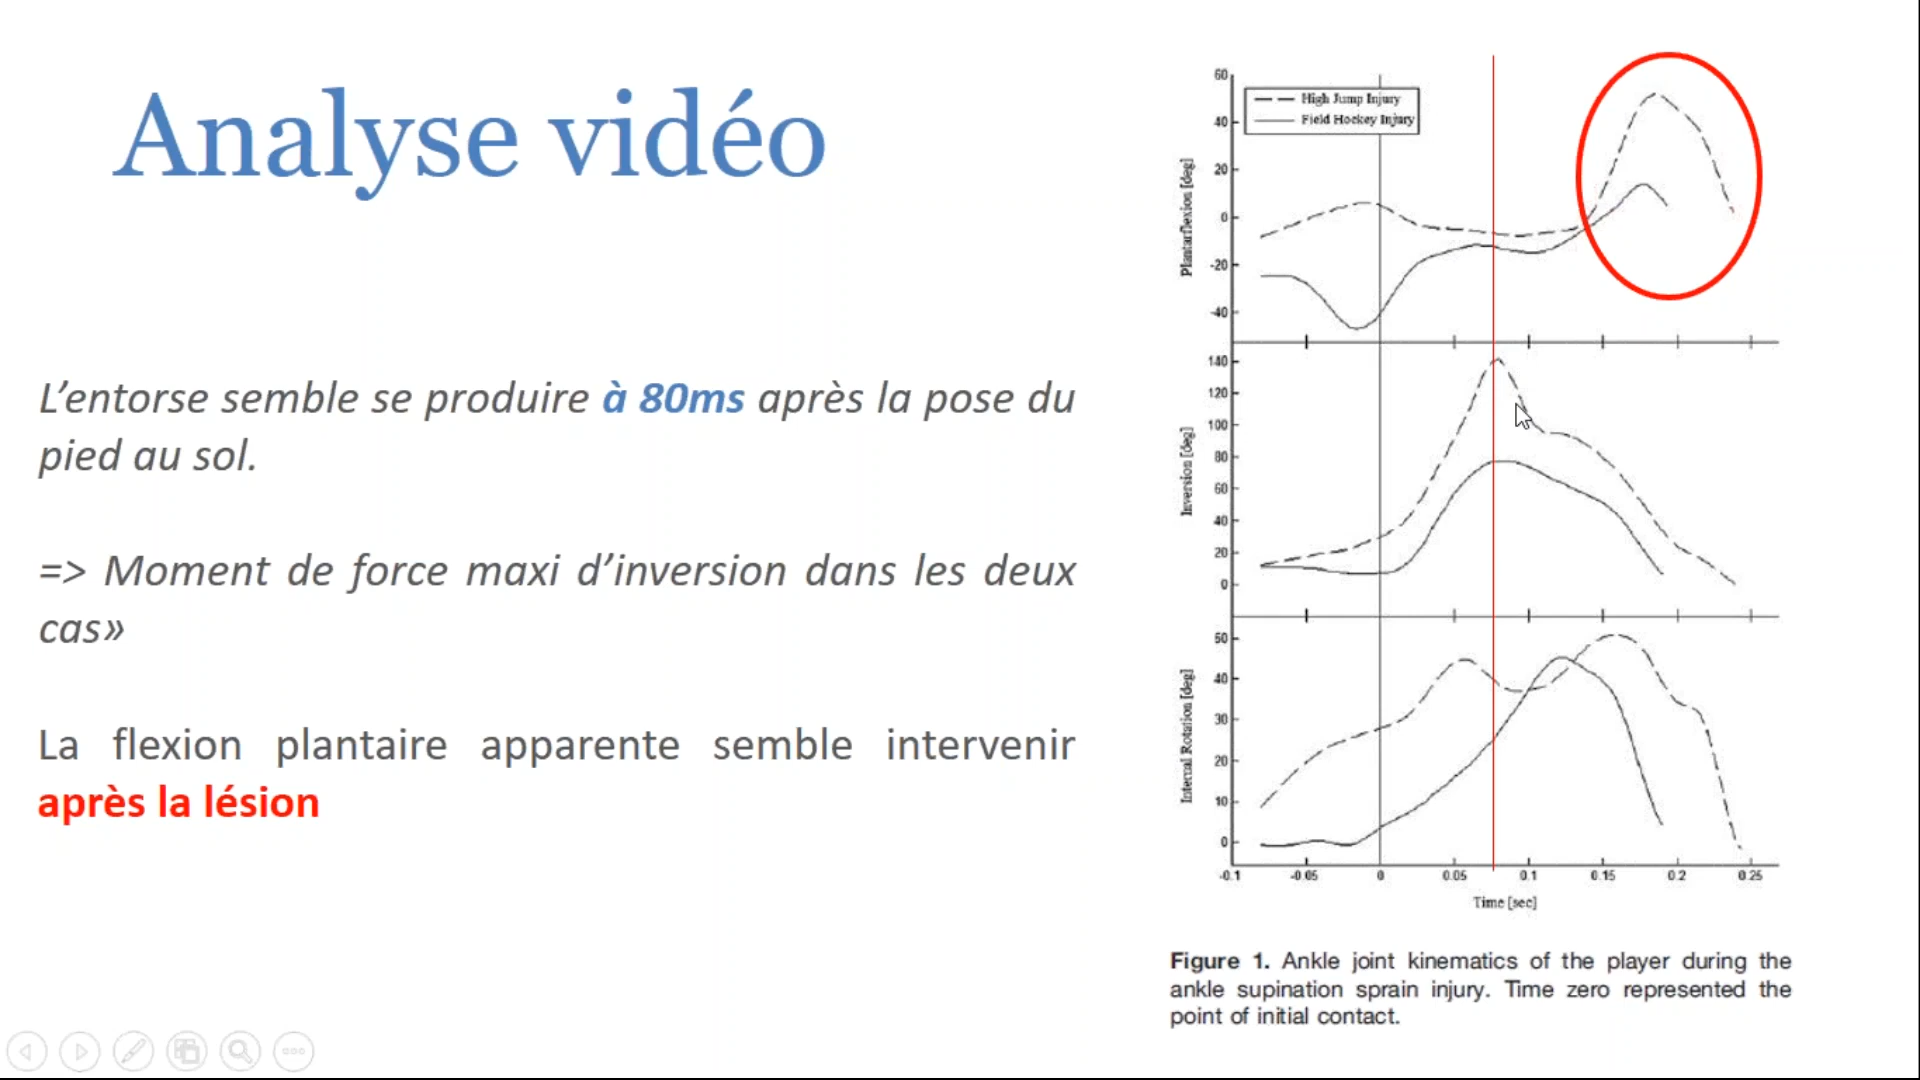 Analyse vidéo
L’entorse semble se produire à 80ms après la pose du
pied au sol.
=> Moment de force maxi d’inversion dans les deux
cas»
La flexion plantaire apparente semble intervenir
après la lésion
High Jump Injury
Field Hockey Injury
Plantarflexion [deg]
60
40
20
0
-20
-40
Inversion [deg]
140
120
100
80
60
40
20
0
Internal Rotation [deg]
50
40
30
20
10
0
-0.1 -0.05 0 0.05 0.1 0.15 0.2 0.25
Time [sec]
Figure 1. Ankle joint kinematics of the player during the
ankle supination sprain injury. Time zero represented the
point of initial contact.